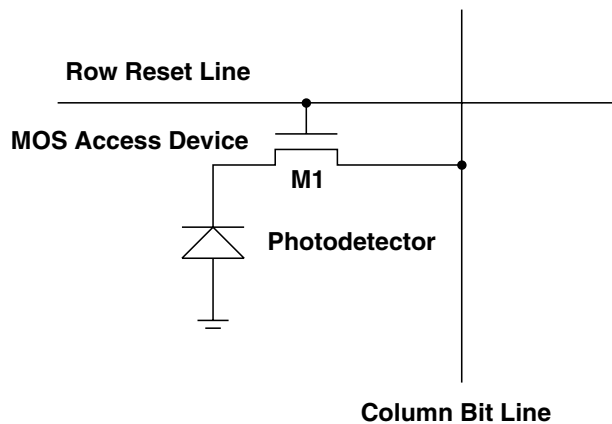 Row Reset Line
MOS Access Device
M1
Photodetector
Column Bit Line